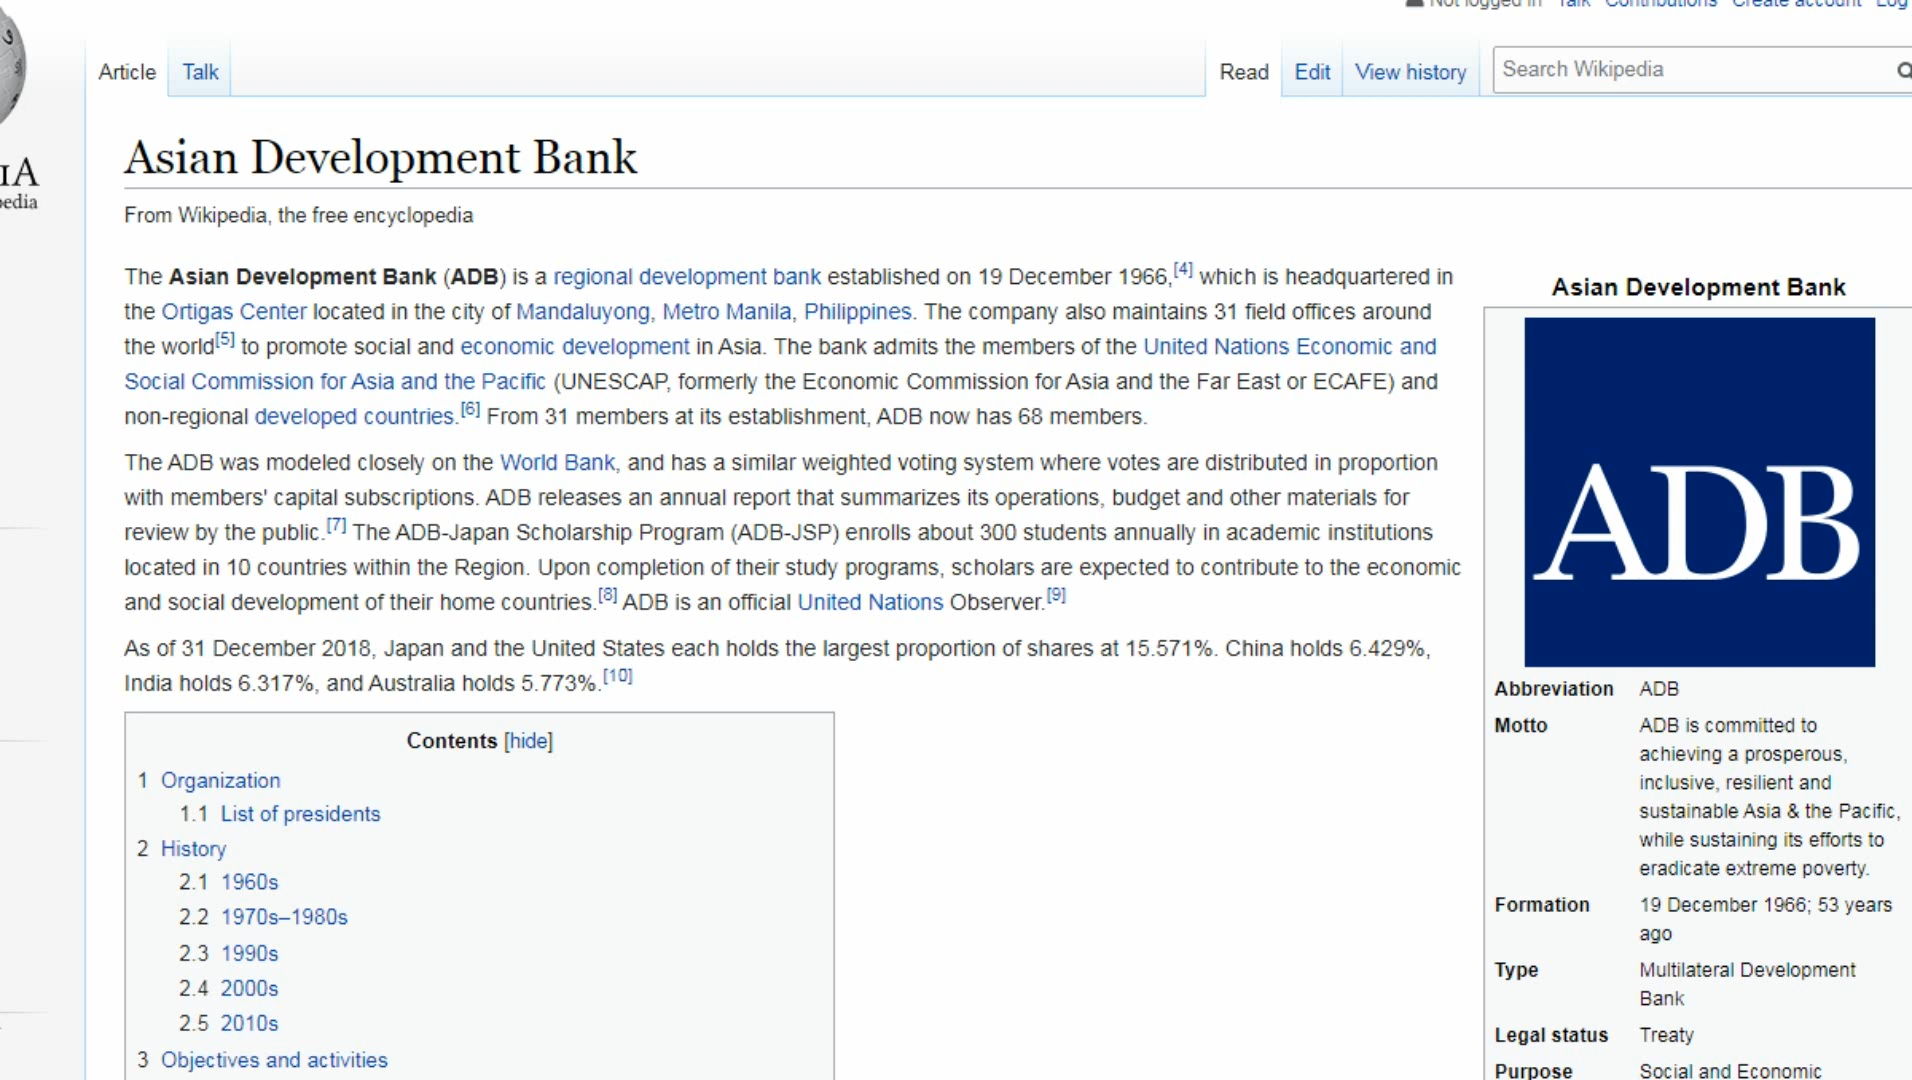 Not logged in Talk Contributions Create account Log
Article Talk Read Edit View history Search Wikipedia
IA
pedia
Asian Development Bank
From Wikipedia, the free encyclopedia
The Asian Development Bank (ADB) is a regional development bank established on 19 December 1966,[4] which is headquartered in
the Ortigas Center located in the city of Mandaluyong, Metro Manila, Philippines. The company also maintains 31 field offices around
the world[5] to promote social and economic development in Asia. The bank admits the members of the United Nations Economic and
Social Commission for Asia and the Pacific (UNESCAP, formerly the Economic Commission for Asia and the Far East or ECAFE) and
non-regional developed countries.[6] From 31 members at its establishment, ADB now has 68 members.
The ADB was modeled closely on the World Bank, and has a similar weighted voting system where votes are distributed in proportion
with members' capital subscriptions. ADB releases an annual report that summarizes its operations, budget and other materials for
review by the public.[7] The ADB-Japan Scholarship Program (ADB-JSP) enrolls about 300 students annually in academic institutions
located in 10 countries within the Region. Upon completion of their study programs, scholars are expected to contribute to the economic
and social development of their home countries.[8] ADB is an official United Nations Observer.[9]
As of 31 December 2018, Japan and the United States each holds the largest proportion of shares at 15.571%. China holds 6.429%,
India holds 6.317%, and Australia holds 5.773%.[10]
Contents [hide]
1 Organization
1.1 List of presidents
2 History
2.1 1960s
2.2 1970s–1980s
2.3 1990s
2.4 2000s
2.5 2010s
3 Objectives and activities
Asian Development Bank
ADB
Abbreviation ADB
Motto ADB is committed to
achieving a prosperous,
inclusive, resilient and
sustainable Asia & the Pacific,
while sustaining its efforts to
eradicate extreme poverty.
Formation 19 December 1966; 53 years
ago
Type Multilateral Development
Bank
Legal status Treaty
Purpose Social and Economic